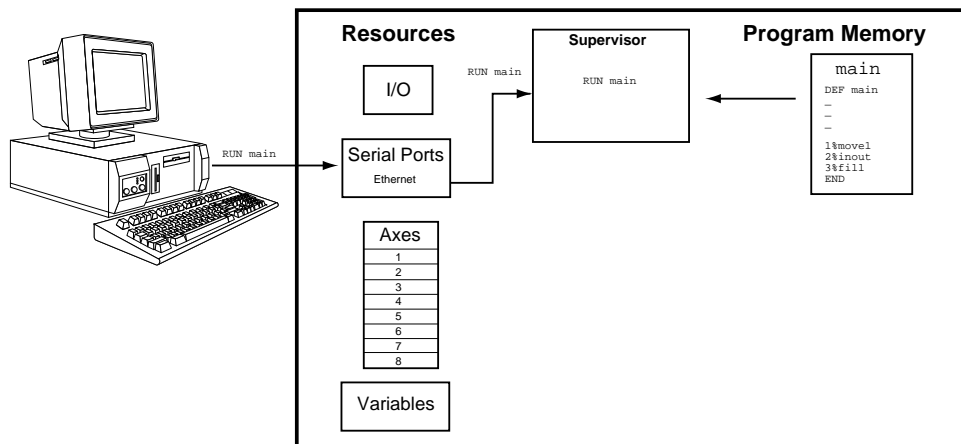 Resources
Supervisor
Program Memory
RUN main
RUN main
main
DEF main
_
_
_
1%movel
2%inout
3%fill
END
I/O
RUN main
Serial Ports
Ethernet
Axes
1
2
3
4
5
6
7
8
Variables